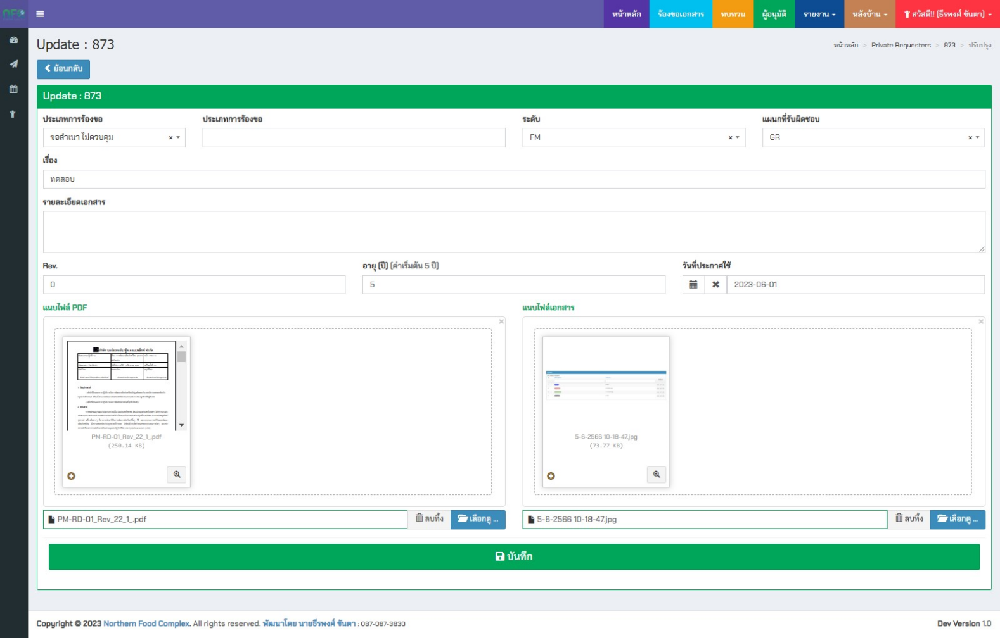 หน้าหลัก ร้องขอเอกสาร ทบทวน ผู้อนุมัติ รายงาน หลังบ้าน สวัสดี!! (ธีรพงศ์ ขันตา)
Update : 873
หน้าหลัก > Private Requesters > 873 > ปรับปรุง
ย้อนกลับ
Update : 873
ประเภทการร้องขอ ประเภทการร้องขอ ระดับ แผนกที่รับผิดชอบ
ขอสำเนา ไม่ควบคุม × FM × GR ×
เรื่อง
ทดสอบ
รายละเอียดเอกสาร
Rev. อายุ (ปี) (ค่าเริ่มต้น 5 ปี) วันที่ประกาศใช้
0 5 2023-06-01
แนบไฟล์ PDF แนบไฟล์เอกสาร
PM-RD-01_Rev_22_1_.pdf
(250.14 KB)
5-6-2566 10-18-47.jpg
(73.77 KB)
PM-RD-01_Rev_22_1_.pdf ลบทิ้ง เลือกดู ...
5-6-2566 10-18-47.jpg ลบทิ้ง เลือกดู ...
บันทึก
Copyright © 2023 Northern Food Complex. All rights reserved. พัฒนาโดย นายธีรพงศ์ ขันตา : 087-087-3830
Dev Version 1.0